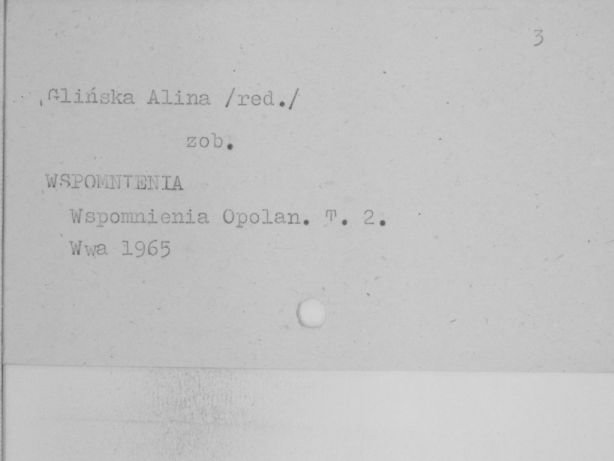 3
Glińska Alina /red./
zob.
WSPOMNIENIA
Wspomnienia Opolan. T. 2.
Wwa 1965